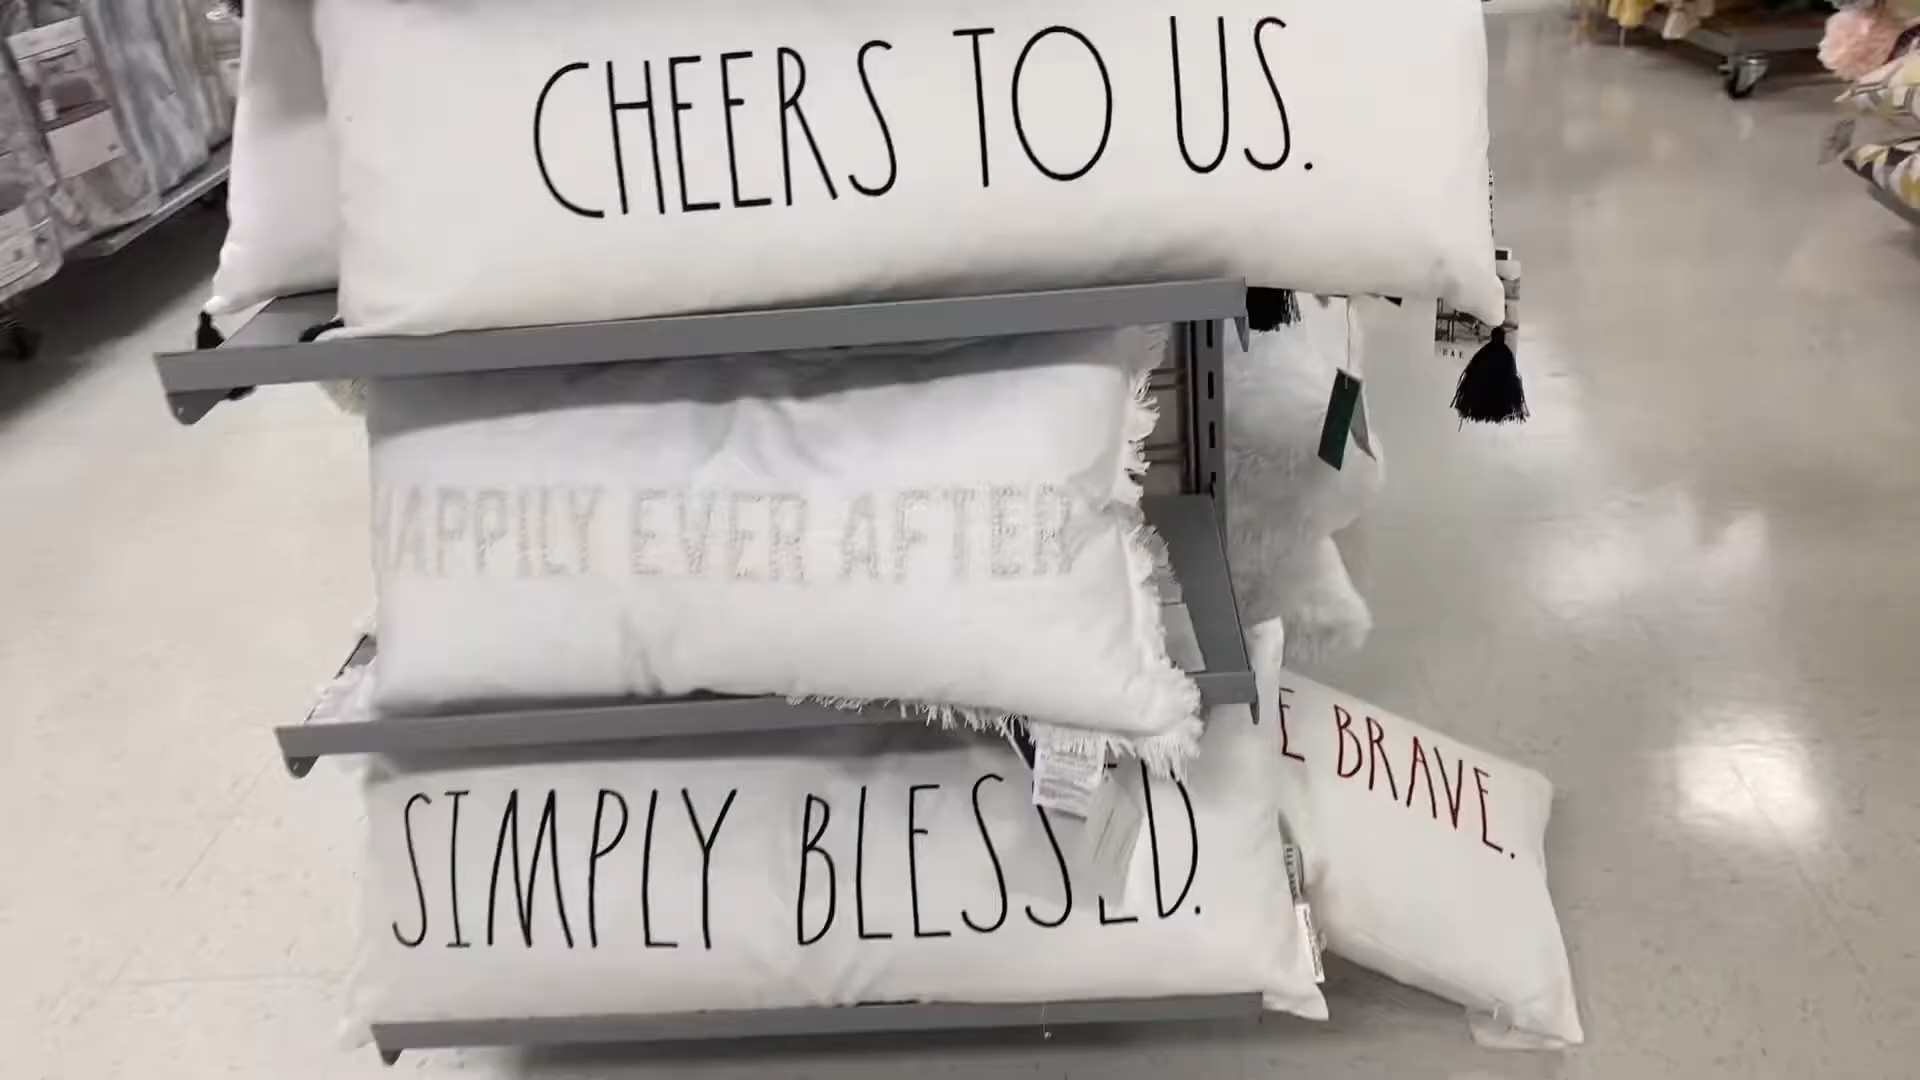 CHEERS TO US.
HAPPILY EVER AFTER
SIMPLY BLESSED.
E BRAVE.